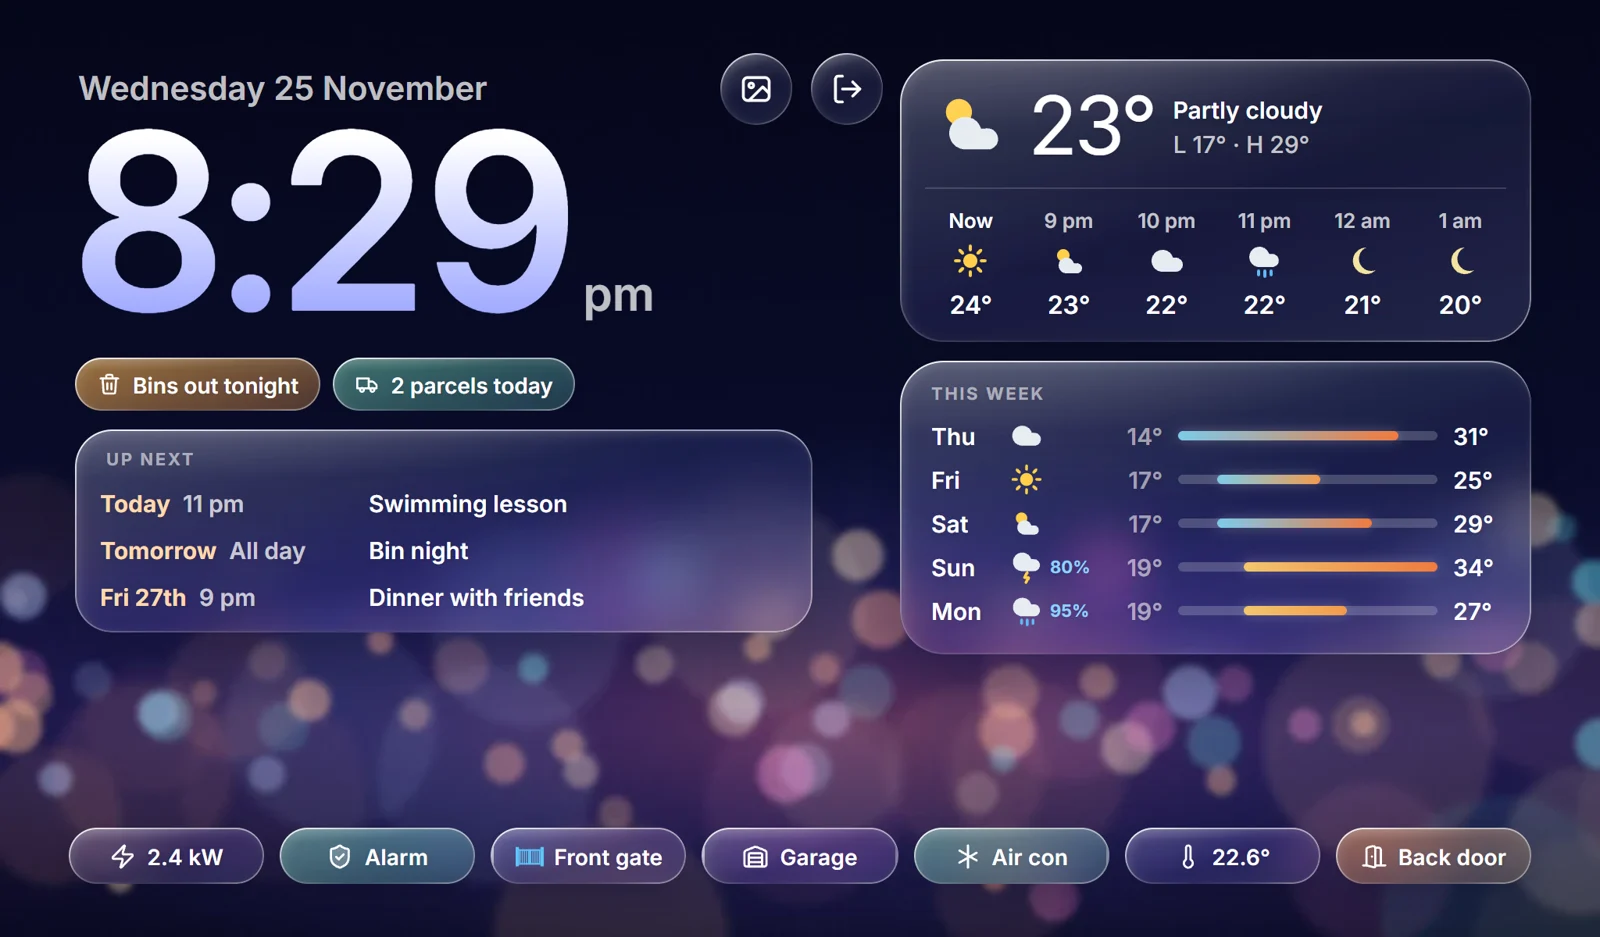 Wednesday 25 November
8:29 pm
Bins out tonight
2 parcels today
UP NEXT
Today 11 pm Swimming lesson
Tomorrow All day Bin night
Fri 27th 9 pm Dinner with friends
23° Partly cloudy
L 17° · H 29°
Now 9 pm 10 pm 11 pm 12 am 1 am
24° 23° 22° 22° 21° 20°
THIS WEEK
Thu 14° 31°
Fri 17° 25°
Sat 17° 29°
Sun 80% 19° 34°
Mon 95% 19° 27°
2.4 kW Alarm Front gate Garage Air con 22.6° Back door